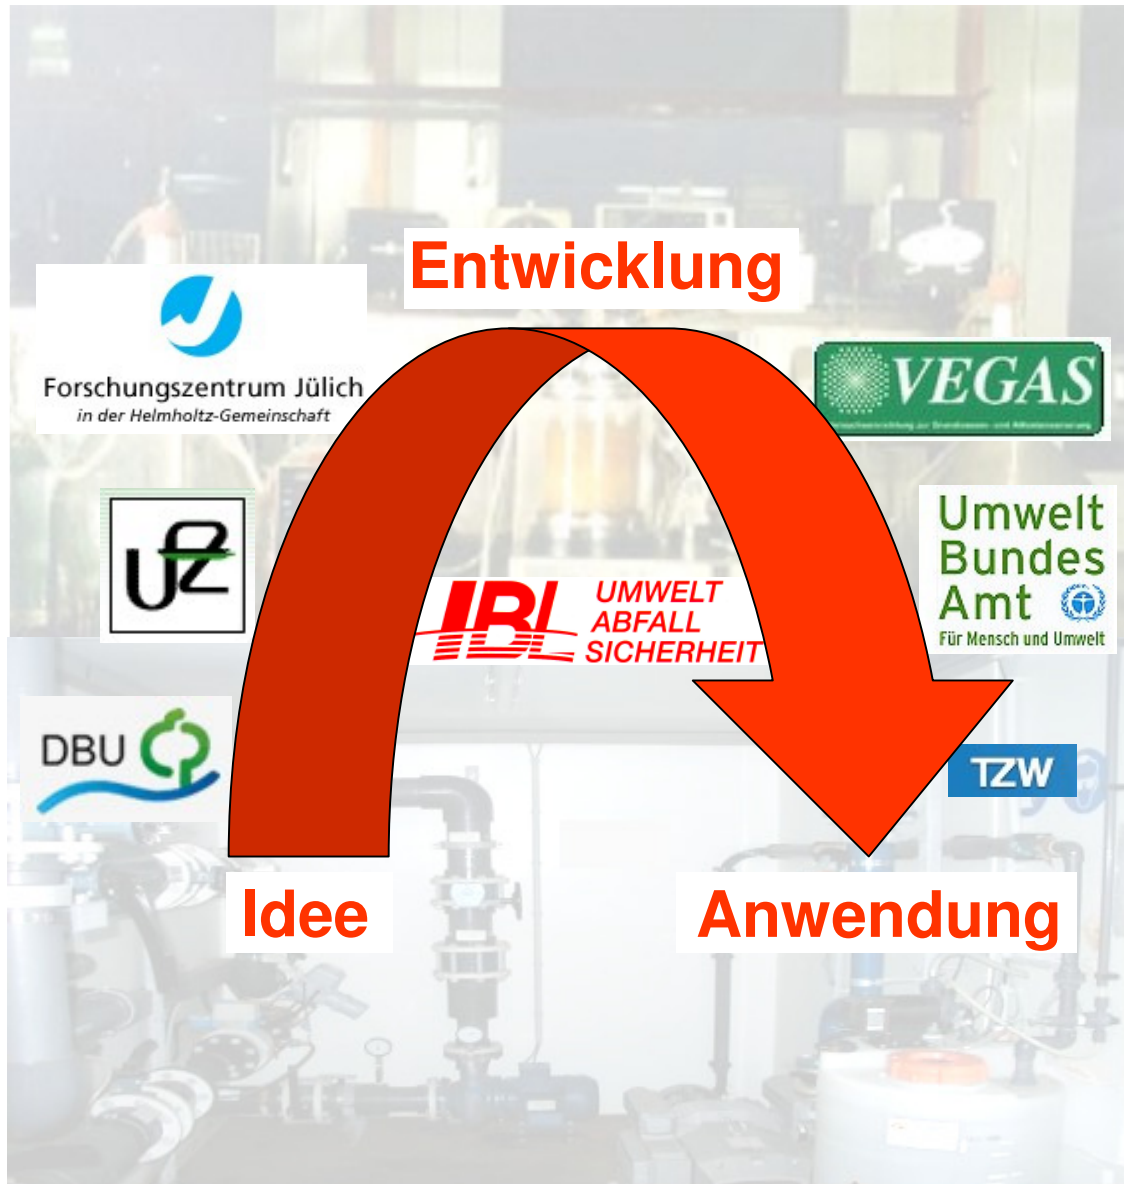 Entwicklung
Forschungszentrum Jülich
in der Helmholtz-Gemeinschaft
VEGAS
UFZ
Umwelt
Bundes
Amt
Für Mensch und Umwelt
IBL UMWELT
ABFALL
SICHERHEIT
DBU
TZW
Idee
Anwendung